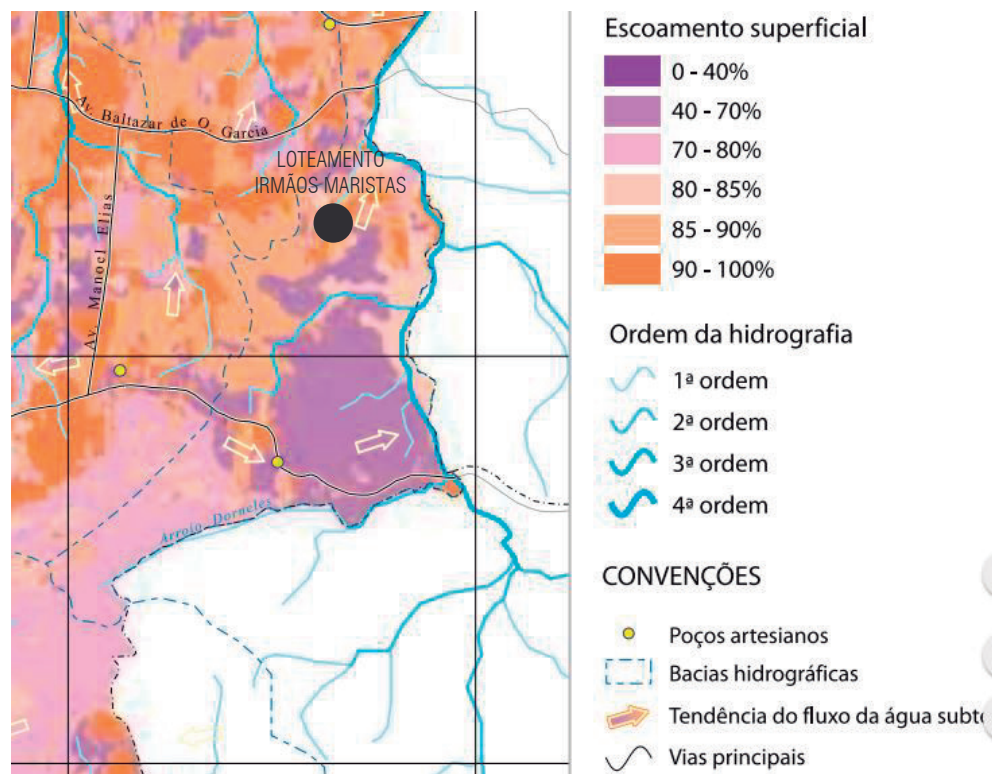 Av. Baltazar de O. Garcia
LOTEAMENTO
IRMÃOS MARISTAS
Av. Manoel Elias
Arroio Dorneles
Escoamento superficial
0 - 40%
40 - 70%
70 - 80%
80 - 85%
85 - 90%
90 - 100%
Ordem da hidrografia
1ª ordem
2ª ordem
3ª ordem
4ª ordem
CONVENÇÕES
Poços artesianos
Bacias hidrográficas
Tendência do fluxo da água subte
Vias principais